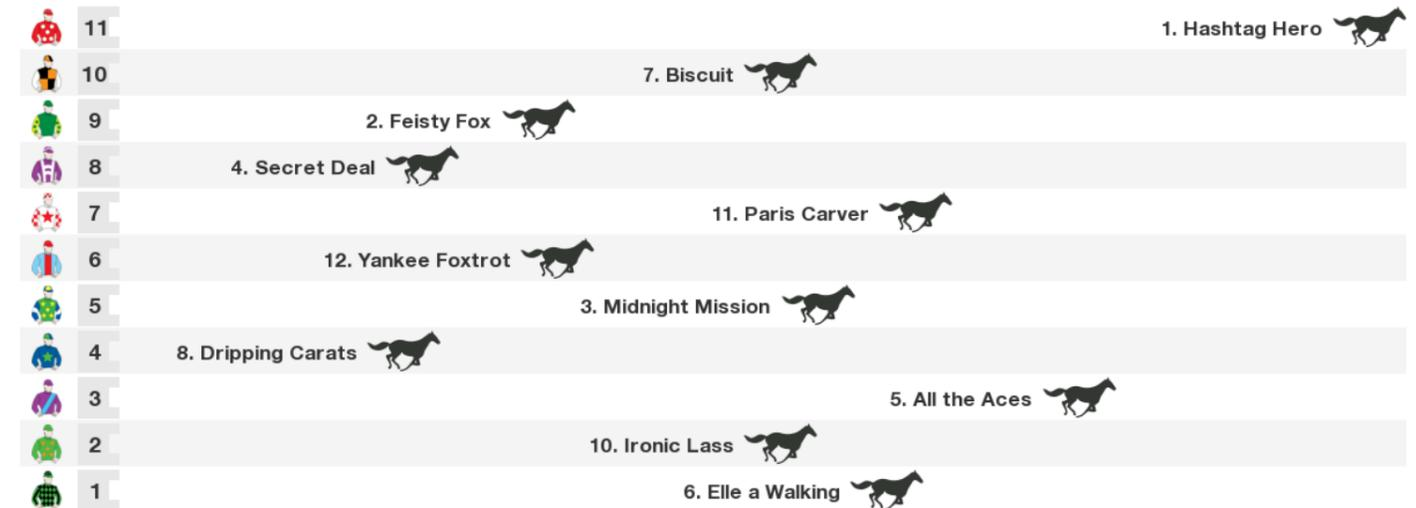 11 1. Hashtag Hero
10 7. Biscuit
9 2. Feisty Fox
8 4. Secret Deal
7 11. Paris Carver
6 12. Yankee Foxtrot
5 3. Midnight Mission
4 8. Dripping Carats
3 5. All the Aces
2 10. Ironic Lass
1 6. Elle a Walking